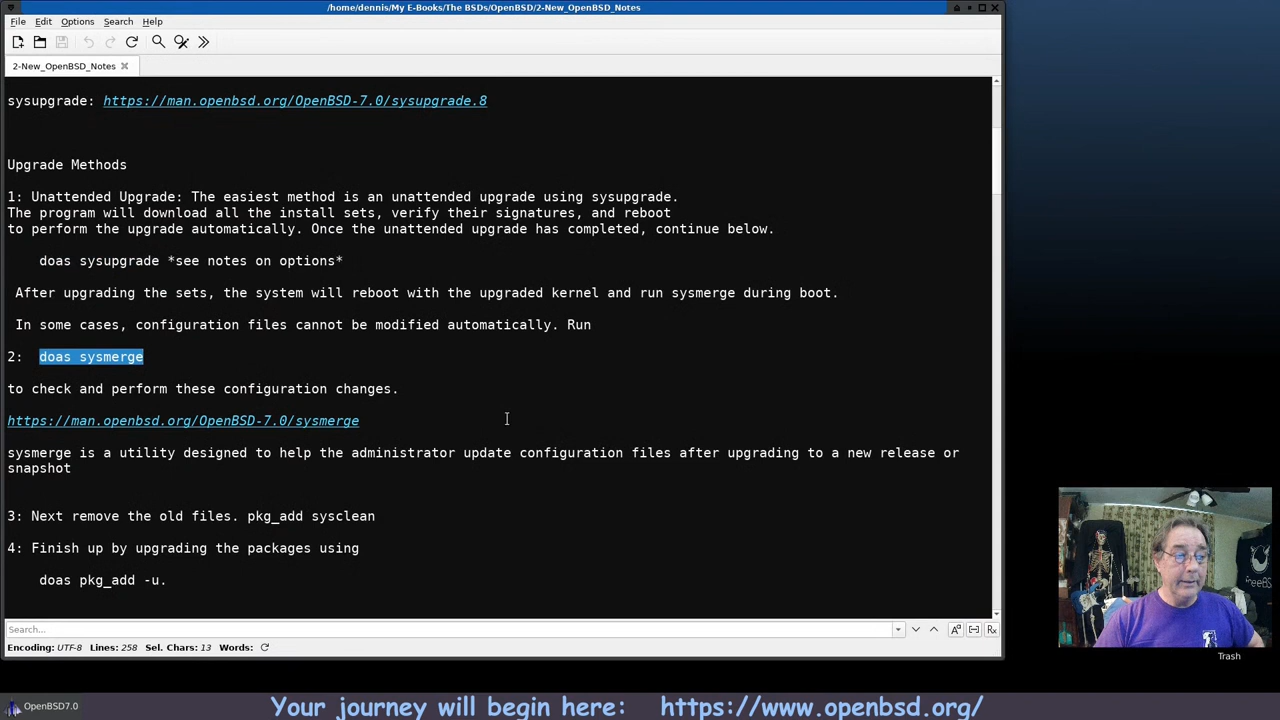 /home/dennis/My E-Books/The BSDs/OpenBSD/2-New_OpenBSD_Notes
File Edit Options Search Help
2-New_OpenBSD_Notes
sysupgrade: https://man.openbsd.org/OpenBSD-7.0/sysupgrade.8
Upgrade Methods
1: Unattended Upgrade: The easiest method is an unattended upgrade using sysupgrade.
The program will download all the install sets, verify their signatures, and reboot
to perform the upgrade automatically. Once the unattended upgrade has completed, continue below.
doas sysupgrade *see notes on options*
After upgrading the sets, the system will reboot with the upgraded kernel and run sysmerge during boot.
In some cases, configuration files cannot be modified automatically. Run
2: doas sysmerge
to check and perform these configuration changes.
https://man.openbsd.org/OpenBSD-7.0/sysmerge
sysmerge is a utility designed to help the administrator update configuration files after upgrading to a new release or
snapshot
3: Next remove the old files. pkg_add sysclean
4: Finish up by upgrading the packages using
doas pkg_add -u.
Search...
Encoding: UTF-8 Lines: 258 Sel. Chars: 13 Words:
freeBS
Trash
OpenBSD7.0
Your journey will begin here: https://www.openbsd.org/